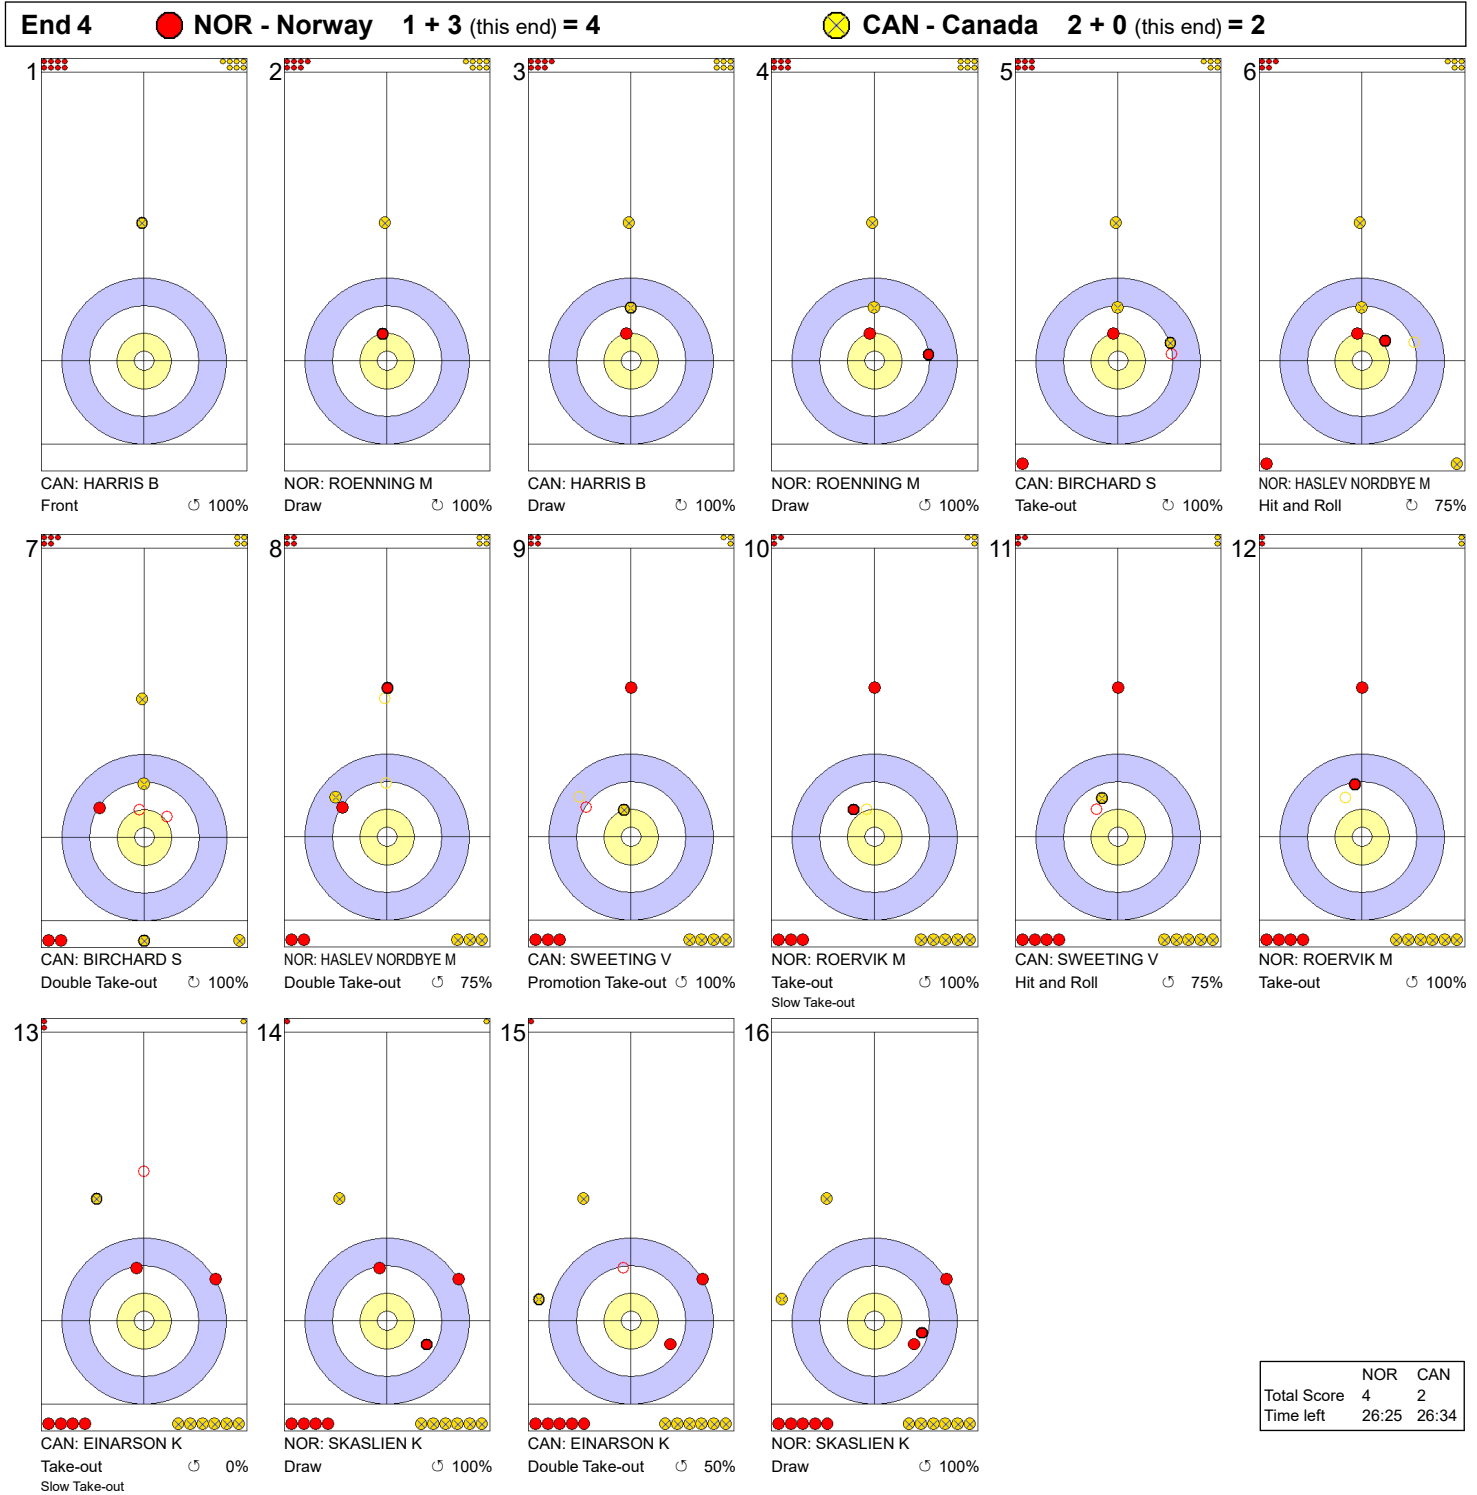 End 4 NOR - Norway 1 + 3 (this end) = 4 CAN - Canada 2 + 0 (this end) = 2
1 2 3 4 5 6
CAN: HARRIS B
Front ↺ 100%
NOR: ROENNING M
Draw ↻ 100%
CAN: HARRIS B
Draw ↻ 100%
NOR: ROENNING M
Draw ↺ 100%
CAN: BIRCHARD S
Take-out ↻ 100%
NOR: HASLEV NORDBYE M
Hit and Roll ↻ 75%
7 8 9 10 11 12
CAN: BIRCHARD S
Double Take-out ↻ 100%
NOR: HASLEV NORDBYE M
Double Take-out ↺ 75%
CAN: SWEETING V
Promotion Take-out ↺ 100%
NOR: ROERVIK M
Take-out ↺ 100%
Slow Take-out
CAN: SWEETING V
Hit and Roll ↺ 75%
NOR: ROERVIK M
Take-out ↺ 100%
13 14 15 16
CAN: EINARSON K
Take-out ↺ 0%
Slow Take-out
NOR: SKASLIEN K
Draw ↺ 100%
CAN: EINARSON K
Double Take-out ↺ 50%
NOR: SKASLIEN K
Draw ↺ 100%
NOR CAN
Total Score 4 2
Time left 26:25 26:34